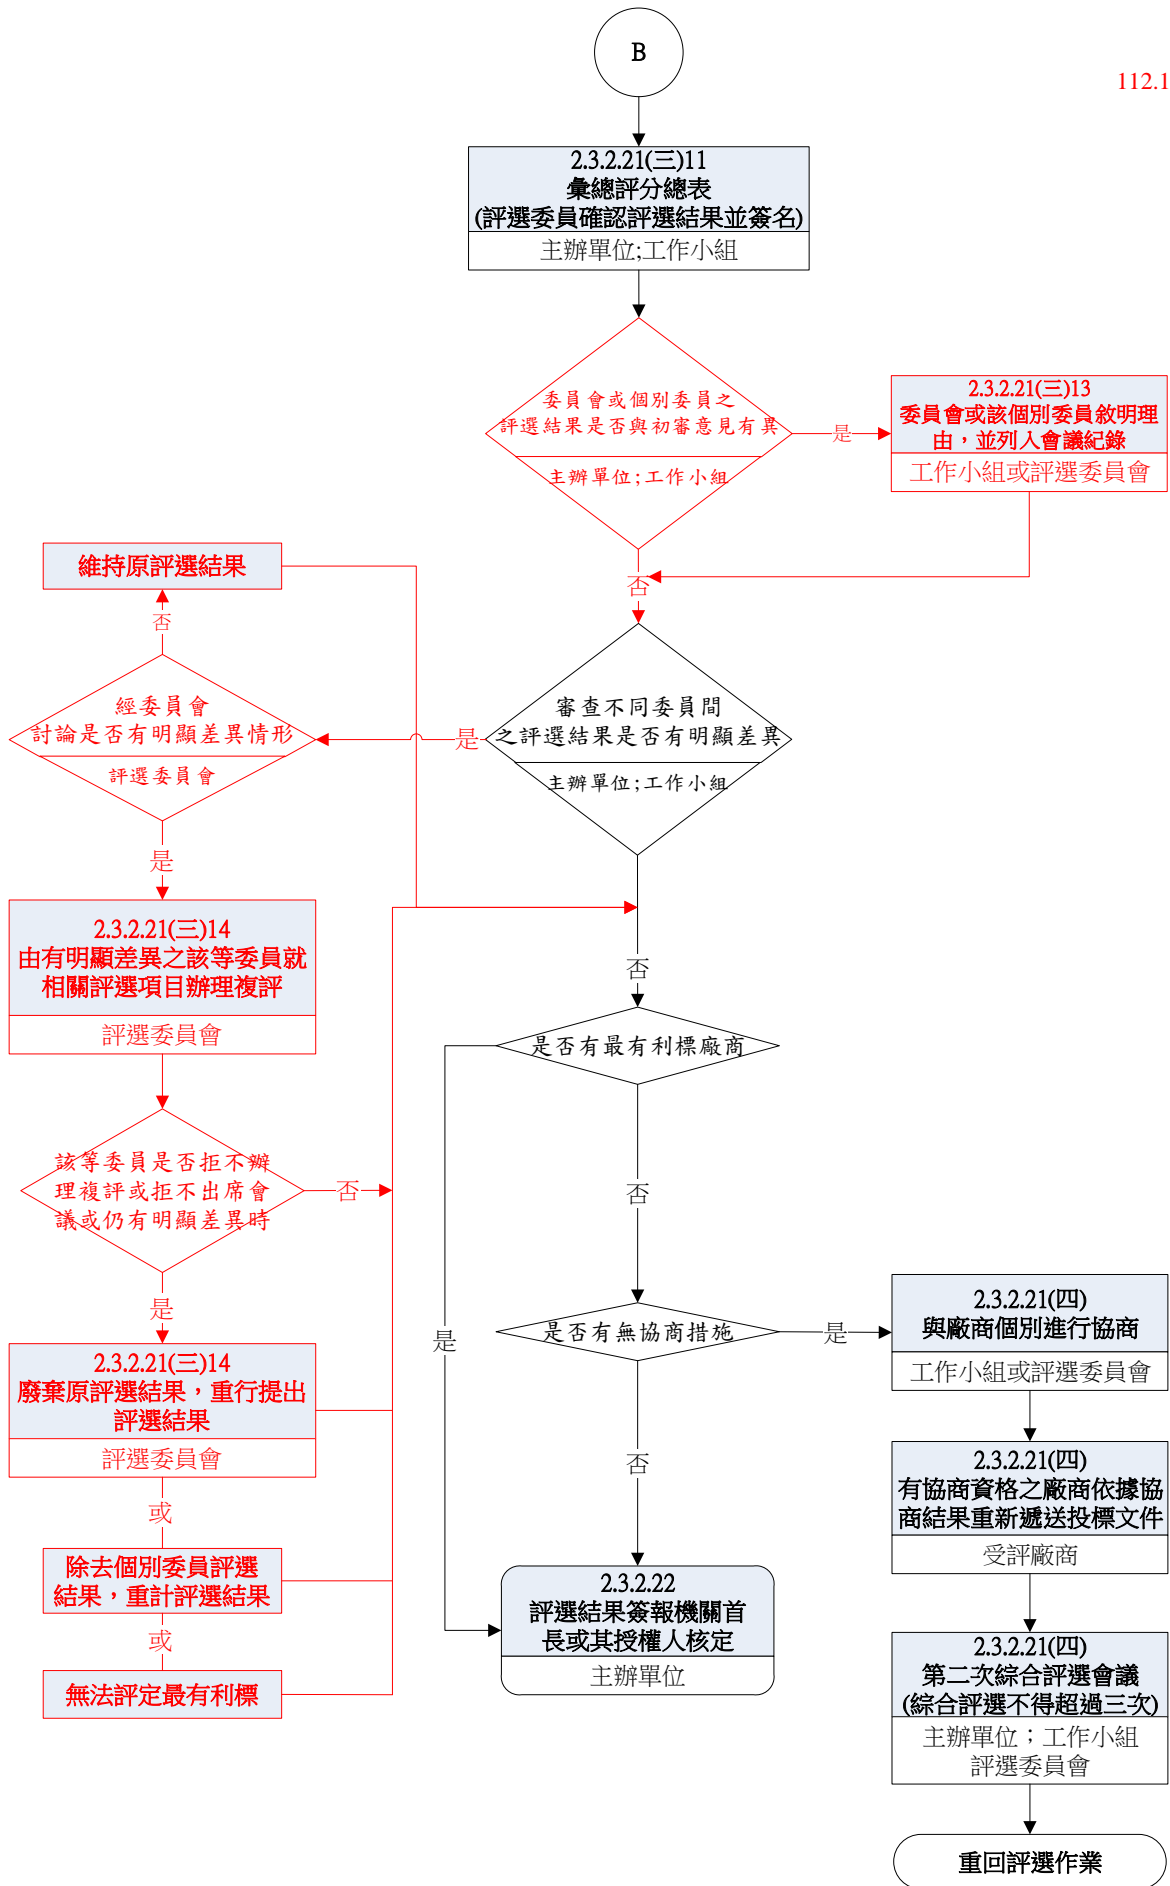 B
112.1
2.3.2.21(三)11
彙總評分總表
(評選委員確認評選結果並簽名)
主辦單位;工作小組
委員會或個別委員之
評選結果是否與初審意見有異
主辦單位;工作小組
是
2.3.2.21(三)13
委員會或該個別委員敘明理
由，並列入會議紀錄
工作小組或評選委員會
否
維持原評選結果
否
經委員會
討論是否有明顯差異情形
評選委員會
是
審查不同委員間
之評選結果是否有明顯差異
主辦單位;工作小組
是
2.3.2.21(三)14
由有明顯差異之該等委員就
相關評選項目辦理複評
評選委員會
否
是否有最有利標廠商
該等委員是否拒不辦
理複評或拒不出席會
議或仍有明顯差異時
否
否
是
是
是否有無協商措施
是
2.3.2.21(四)
與廠商個別進行協商
工作小組或評選委員會
2.3.2.21(三)14
廢棄原評選結果，重行提出
評選結果
評選委員會
或
除去個別委員評選
結果，重計評選結果
或
無法評定最有利標
否
2.3.2.21(四)
有協商資格之廠商依據協
商結果重新遞送投標文件
受評廠商
2.3.2.22
評選結果簽報機關首
長或其授權人核定
主辦單位
2.3.2.21(四)
第二次綜合評選會議
(綜合評選不得超過三次)
主辦單位；工作小組
評選委員會
重回評選作業